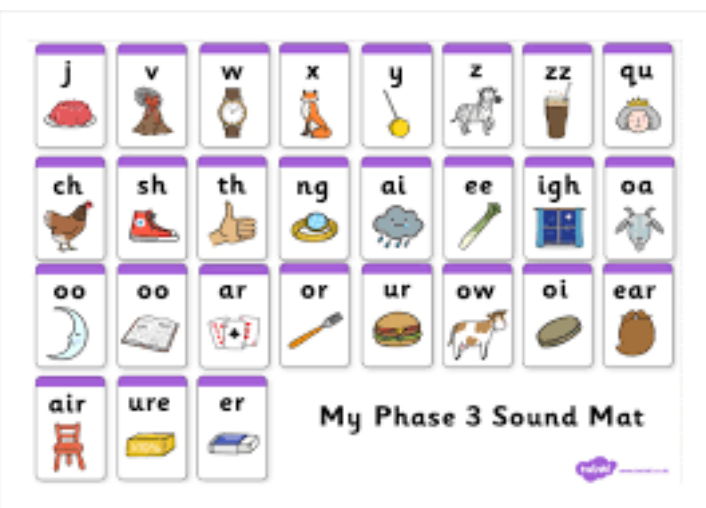 j v w x y z zz qu
ch sh th ng ai ee igh oa
oo oo ar or ur ow oi ear
air ure er
My Phase 3 Sound Mat
twinkl